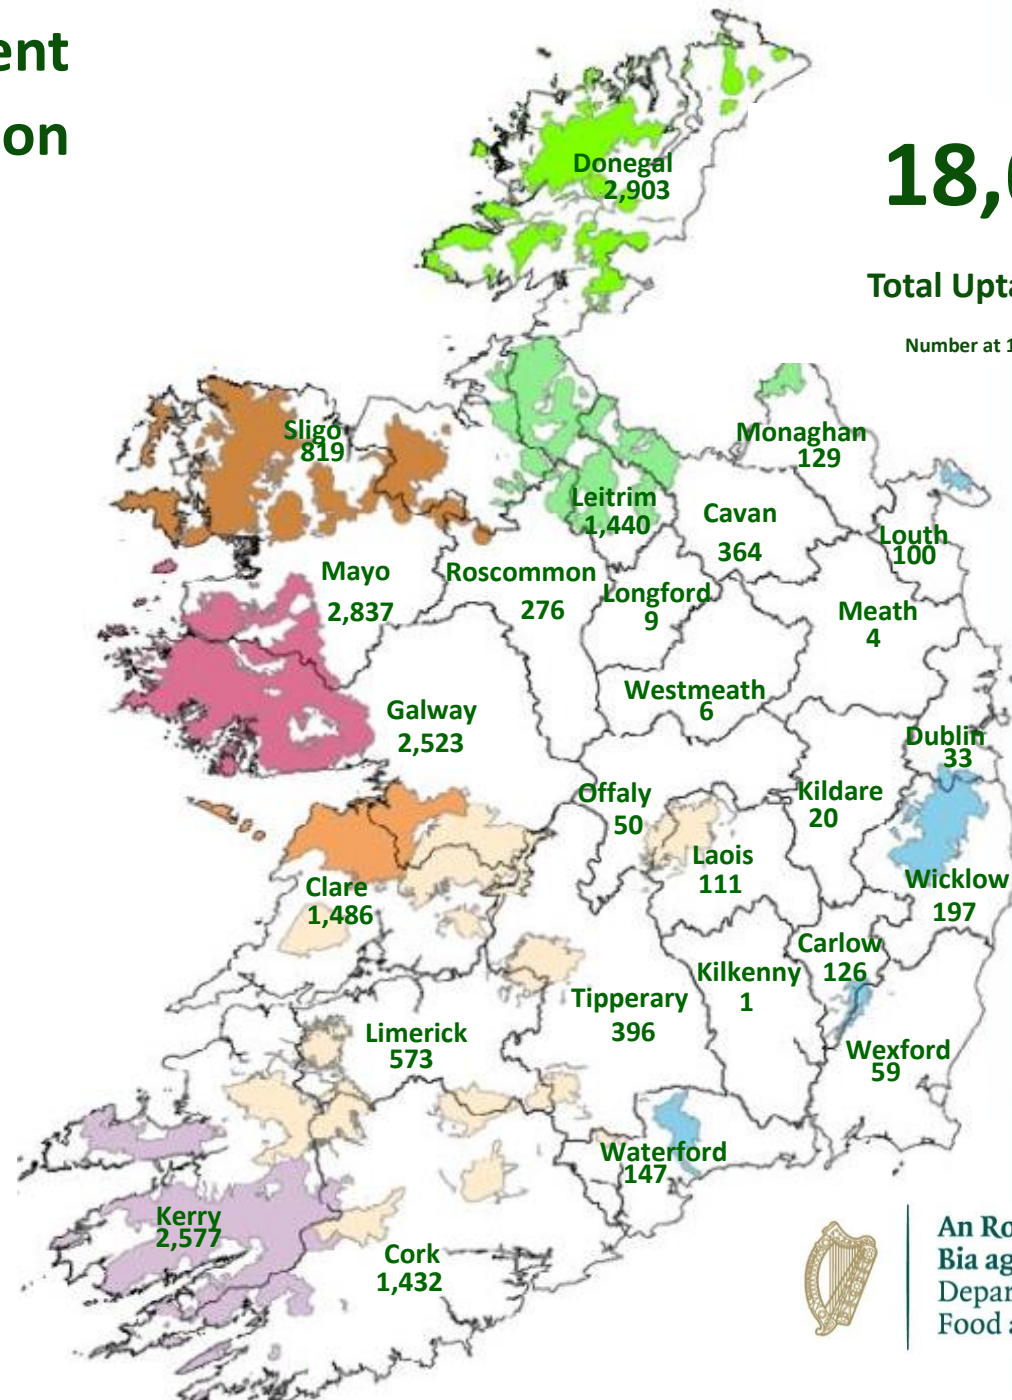 ent
on
18,
Total Upta
Number at 1
Donegal
2,903
Sligo
819
Monaghan
129
Leitrim
1,440
Cavan
364
Louth
100
Mayo
2,837
Roscommon
276
Longford
9
Meath
4
Westmeath
6
Galway
2,523
Dublin
33
Offaly
50
Kildare
20
Laois
111
Clare
1,486
Wicklow
197
Carlow
126
Kilkenny
1
Tipperary
396
Limerick
573
Wexford
59
Waterford
147
Kerry
2,577
Cork
1,432
An Ro
Bia ag
Depar
Food a